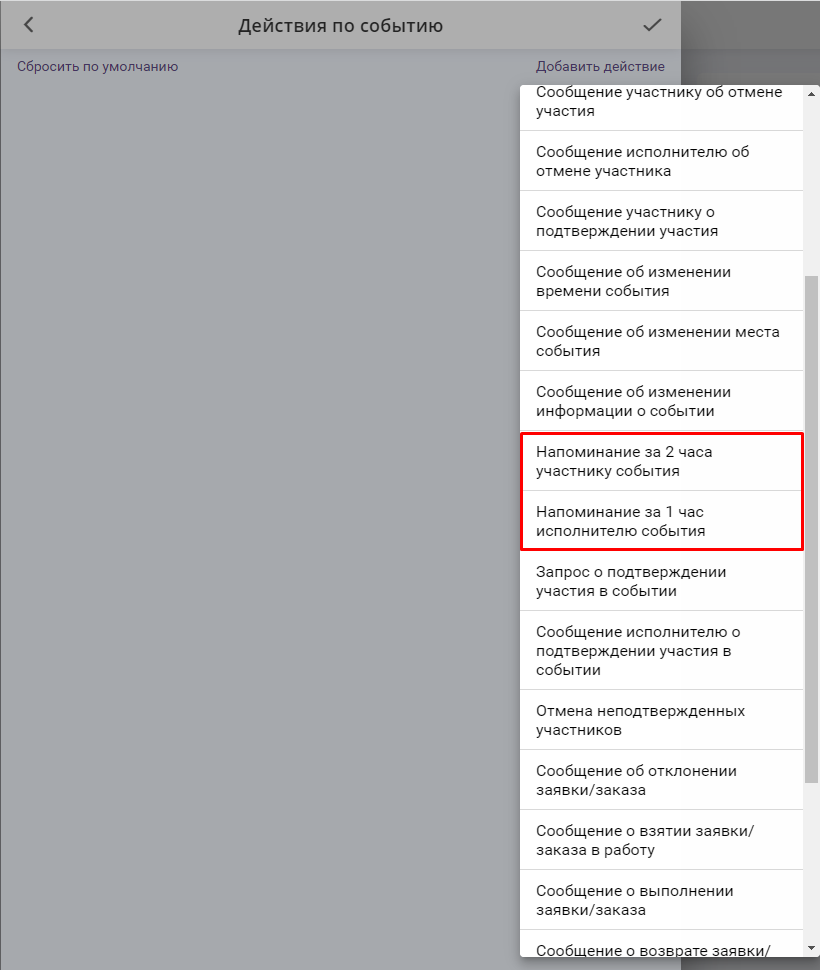 Действия по событию
Сбросить по умолчанию
Добавить действие
Сообщение участнику об отмене
участия
Сообщение исполнителю об
отмене участника
Сообщение участнику о
подтверждении участия
Сообщение об изменении
времени события
Сообщение об изменении места
события
Сообщение об изменении
информации о событии
Напоминание за 2 часа
участнику события
Напоминание за 1 час
исполнителю события
Запрос о подтверждении
участия в событии
Сообщение исполнителю о
подтверждении участия в
событии
Отмена неподтвержденных
участников
Сообщение об отклонении
заявки/заказа
Сообщение о взятии заявки/
заказа в работу
Сообщение о выполнении
заявки/заказа
Сообщение о возврате заявки/